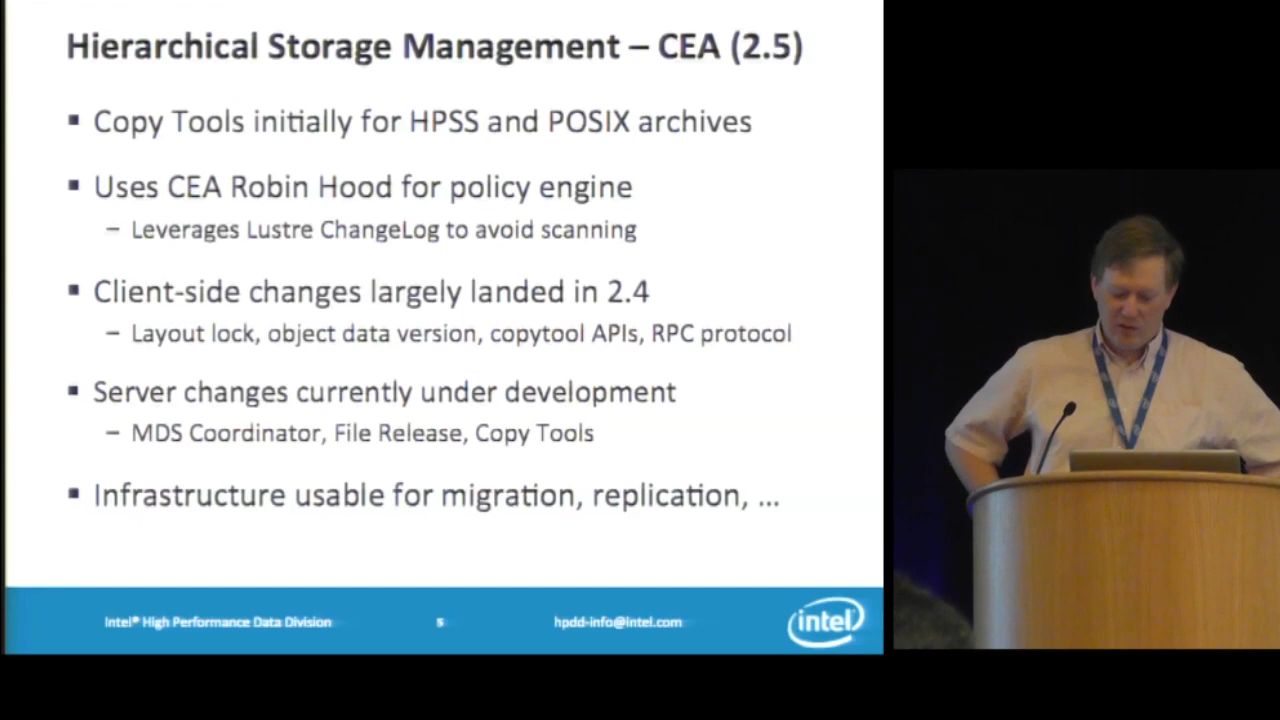 Hierarchical Storage Management – CEA (2.5)
▪ Copy Tools initially for HPSS and POSIX archives
▪ Uses CEA Robin Hood for policy engine
– Leverages Lustre ChangeLog to avoid scanning
▪ Client-side changes largely landed in 2.4
– Layout lock, object data version, copytool APIs, RPC protocol
▪ Server changes currently under development
– MDS Coordinator, File Release, Copy Tools
▪ Infrastructure usable for migration, replication, ...
Intel® High Performance Data Division
5
hpdd-info@intel.com
intel